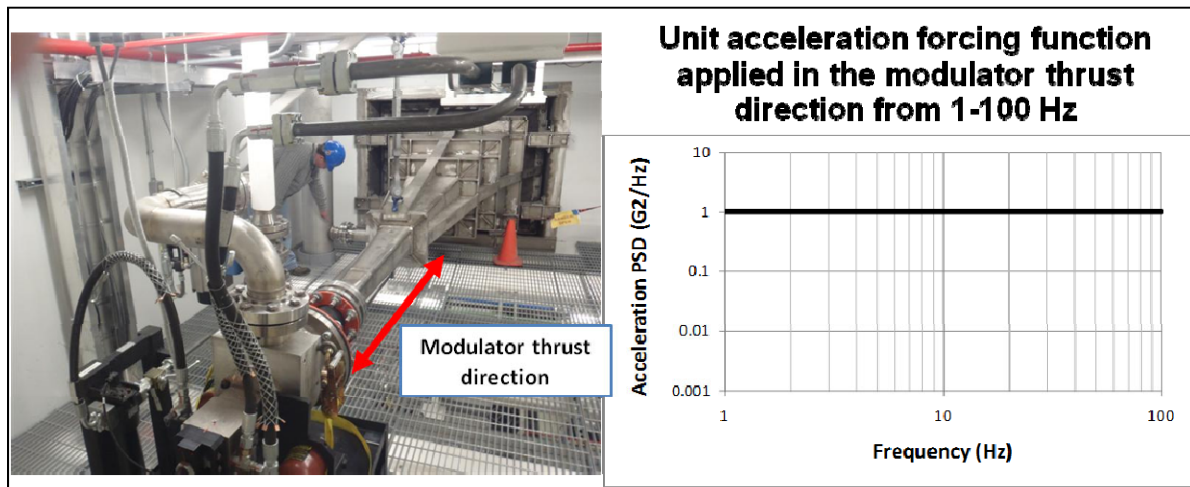 Unit acceleration forcing function
applied in the modulator thrust
direction from 1-100 Hz
Modulator thrust
direction
Acceleration PSD (G2/Hz)
10
1
0.1
0.01
0.001
1
10
100
Frequency (Hz)